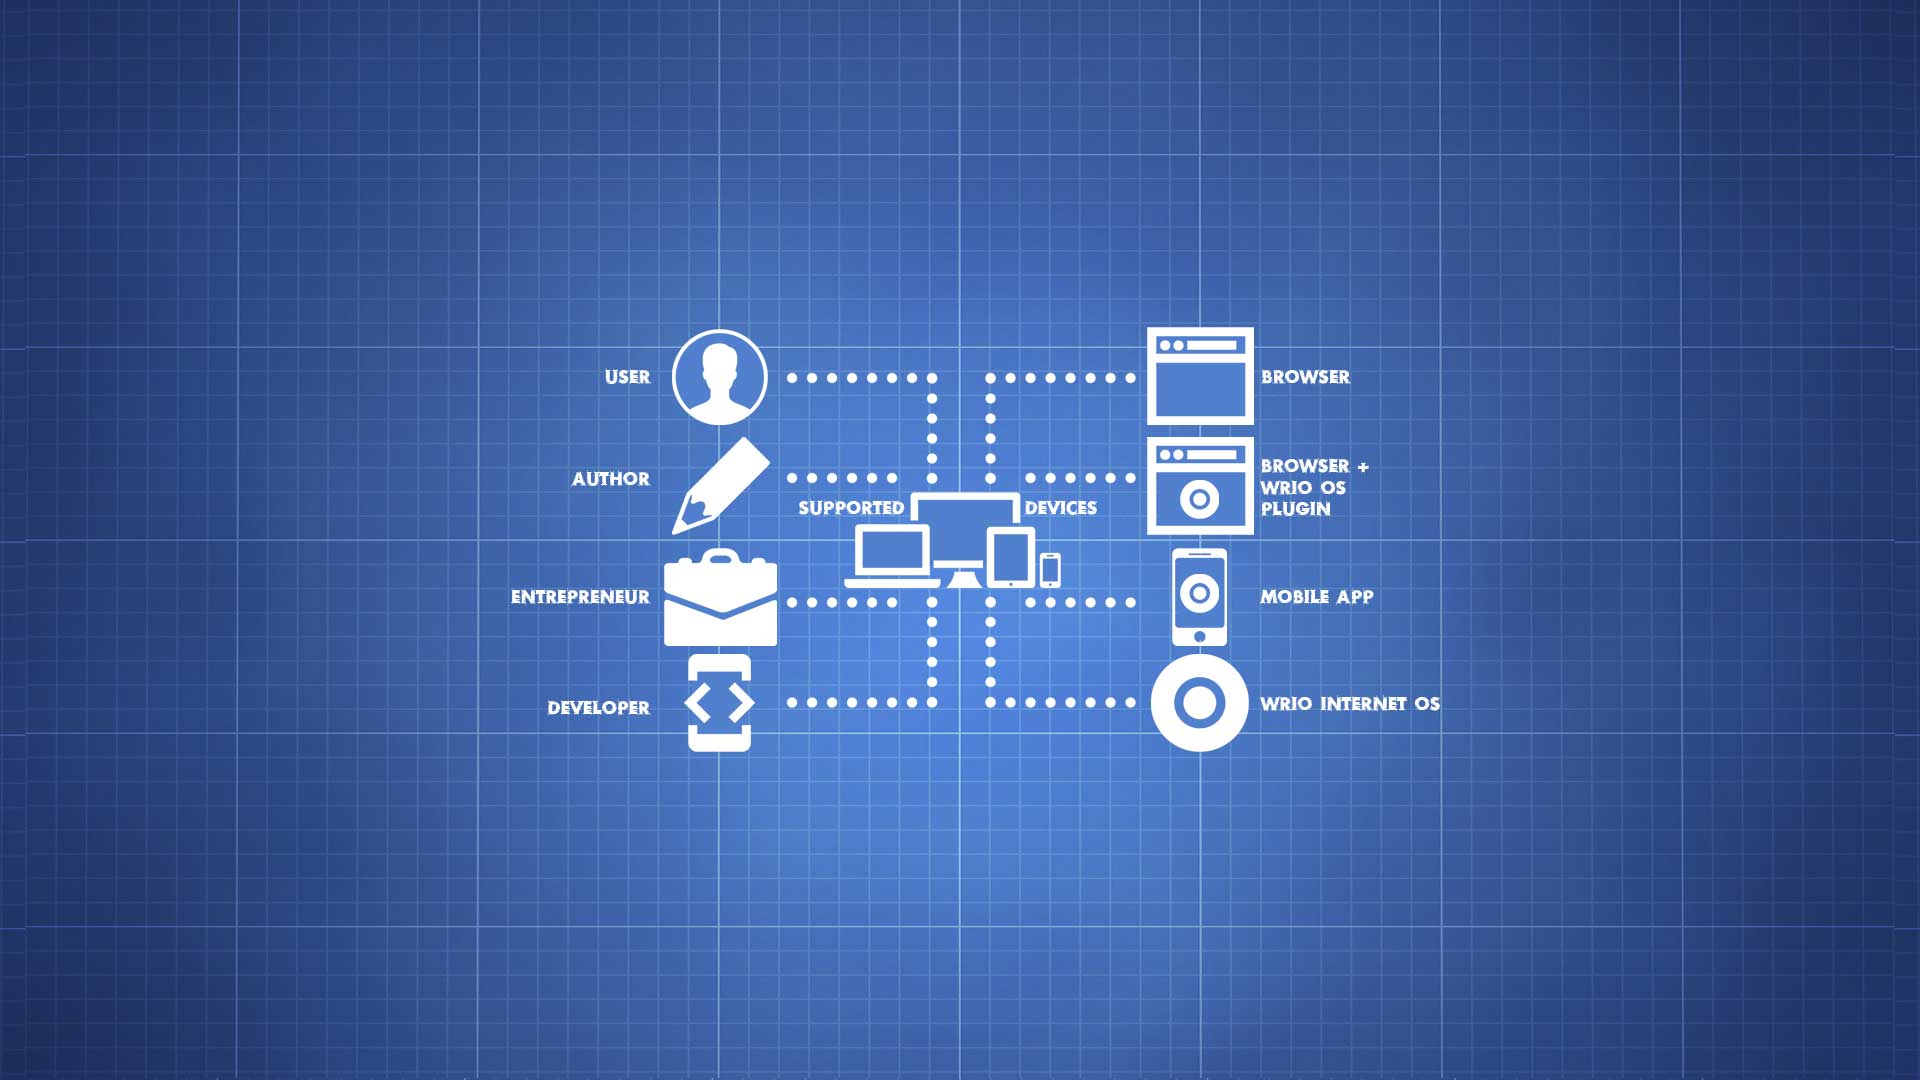 USER
AUTHOR
ENTREPRENEUR
DEVELOPER
SUPPORTED DEVICES
BROWSER
BROWSER +
WRIO OS
PLUGIN
MOBILE APP
WRIO INTERNET OS